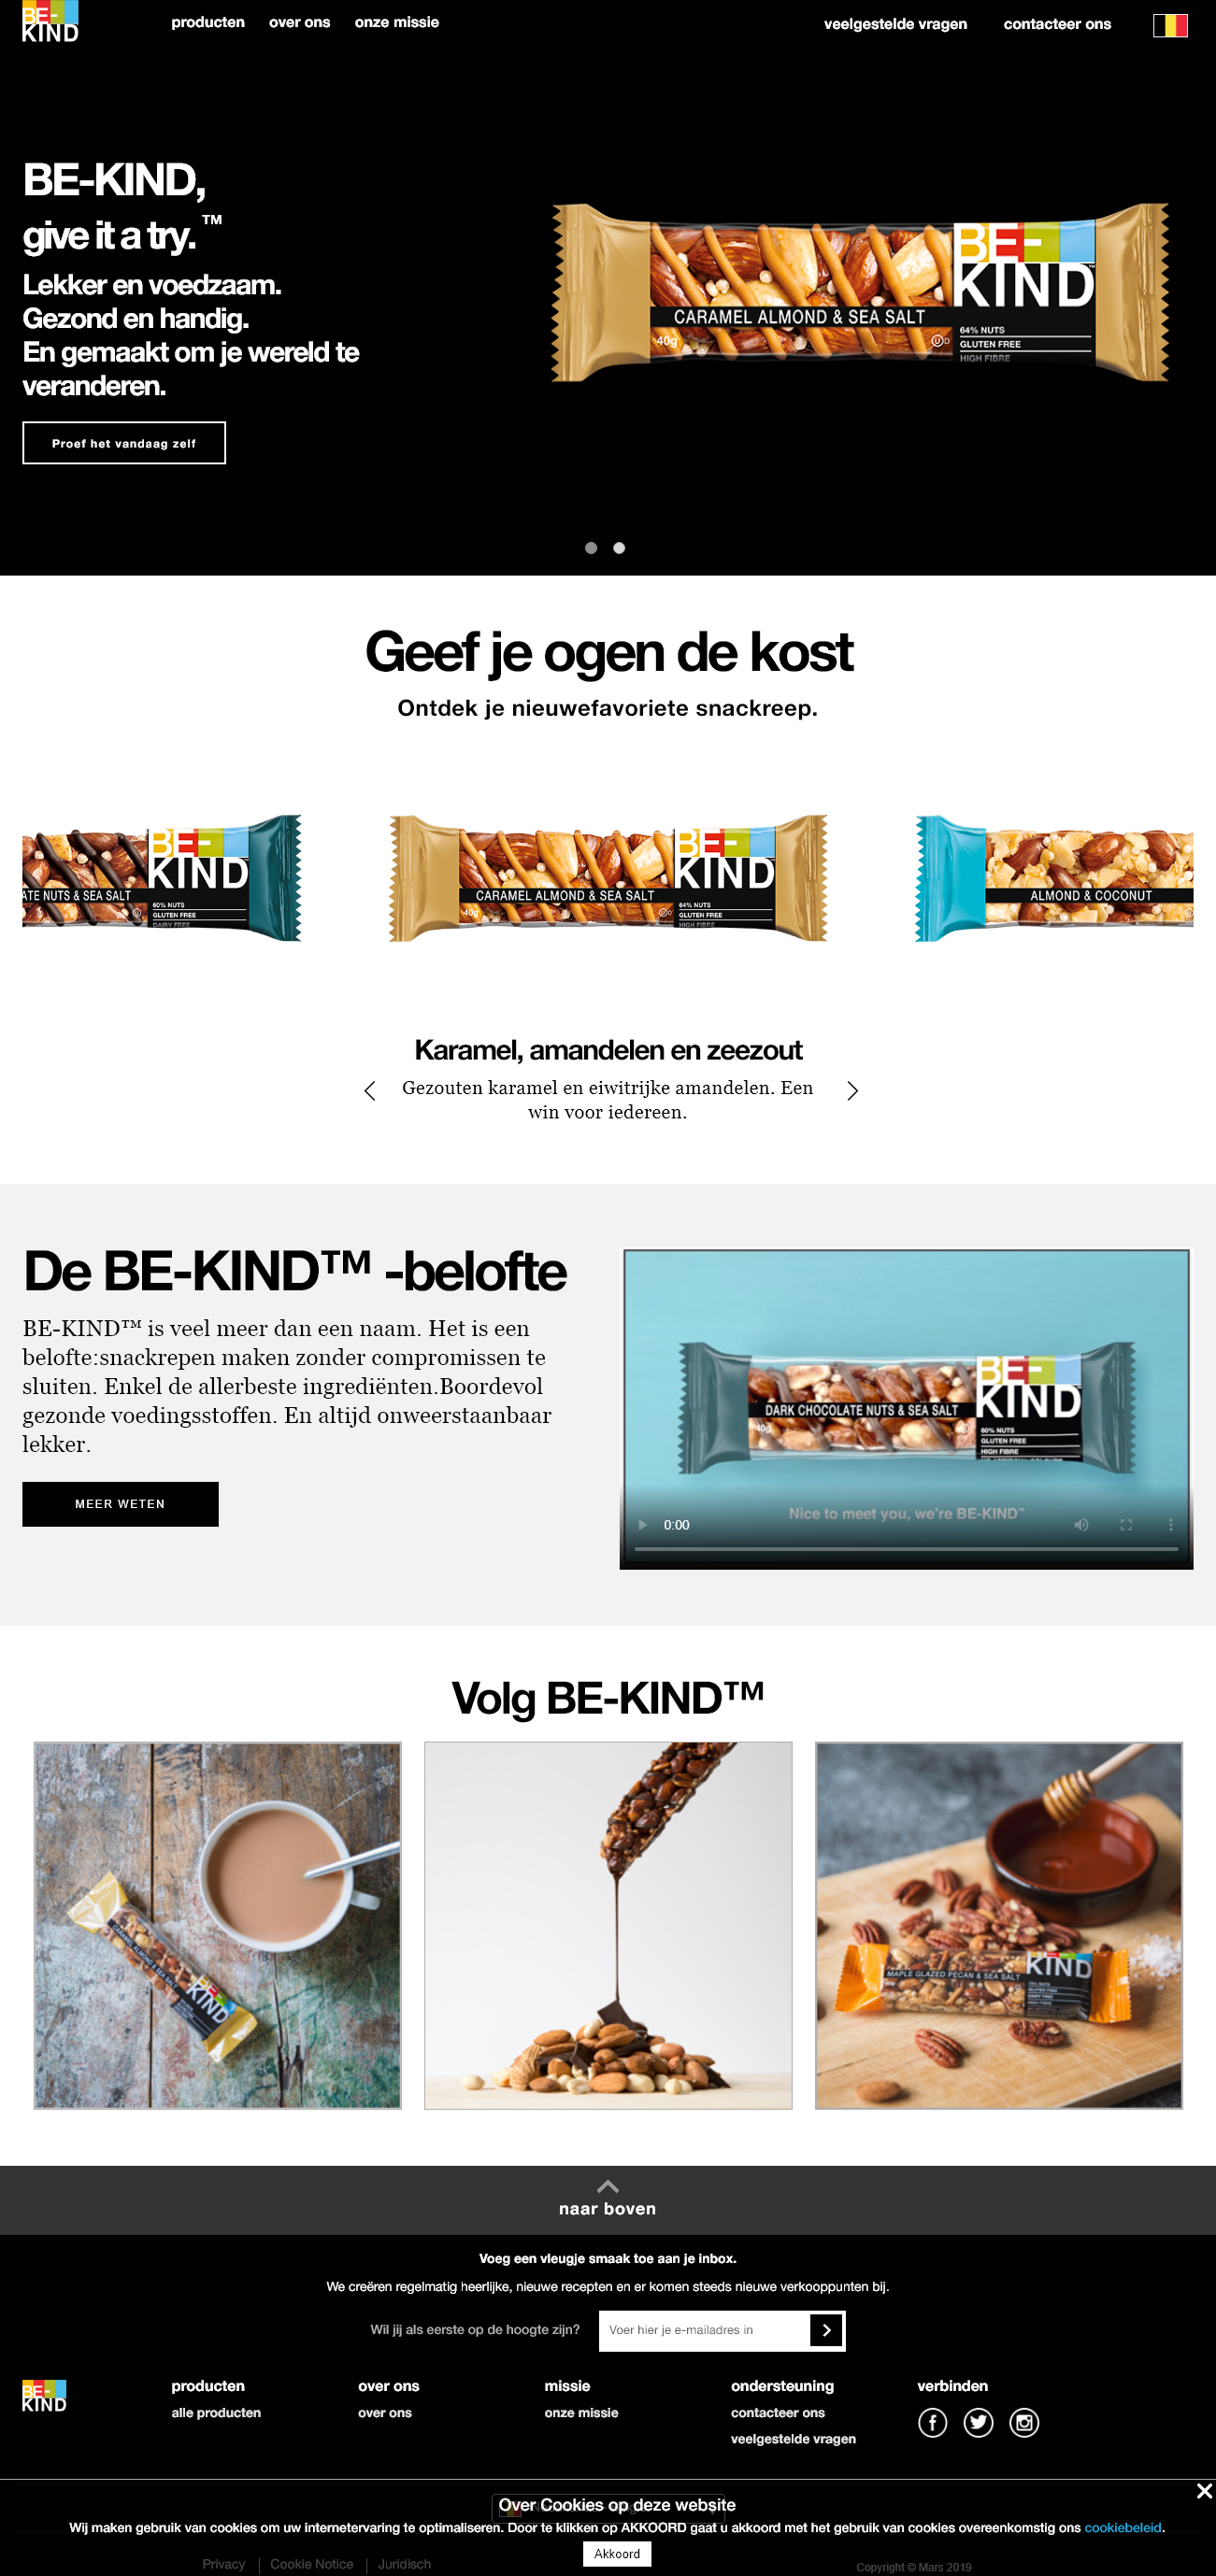 BE-KIND
producten over ons onze missie veelgestelde vragen contacteer ons
BE-KIND,
give it a try.™
Lekker en voedzaam.
Gezond en handig.
En gemaakt om je wereld te
veranderen.
Proef het vandaag zelf
BE-KIND
CARAMEL ALMOND & SEA SALT
40g
64% NUTS
GLUTEN FREE
HIGH FIBRE
Geef je ogen de kost
Ontdek je nieuwefavoriete snackreep.
BE-KIND
ATE NUTS & SEA SALT
60% NUTS
GLUTEN FREE
DAIRY FREE
BE-KIND
CARAMEL ALMOND & SEA SALT
40g
64% NUTS
GLUTEN FREE
HIGH FIBRE
ALMOND & COCONUT
Karamel, amandelen en zeezout
Gezouten karamel en eiwitrijke amandelen. Een
win voor iedereen.
De BE-KIND™ -belofte
BE-KIND™ is veel meer dan een naam. Het is een
belofte:snackrepen maken zonder compromissen te
sluiten. Enkel de allerbeste ingrediënten.Boordevol
gezonde voedingsstoffen. En altijd onweerstaanbaar
lekker.
MEER WETEN
BE-KIND
DARK CHOCOLATE NUTS & SEA SALT
40g
60% NUTS
GLUTEN FREE
HIGH FIBRE
Nice to meet you, we're BE-KIND™
0:00
Volg BE-KIND™
CARAMEL ALMOND & SEA SALT
KIND
MAPLE GLAZED PECAN & SEA SALT
KIND
naar boven
Voeg een vleugje smaak toe aan je inbox.
We creëren regelmatig heerlijke, nieuwe recepten en er komen steeds nieuwe verkooppunten bij.
Wil jij als eerste op de hoogte zijn? Voer hier je e-mailadres in
BE-KIND
producten over ons missie ondersteuning verbinden
alle producten over ons onze missie contacteer ons
veelgestelde vragen
Over Cookies op deze website
Wij maken gebruik van cookies om uw internetervaring te optimaliseren. Door te klikken op AKKOORD gaat u akkoord met het gebruik van cookies overeenkomstig ons cookiebeleid.
Akkoord
Privacy | Cookie Notice | Juridisch Copyright © Mars 2019